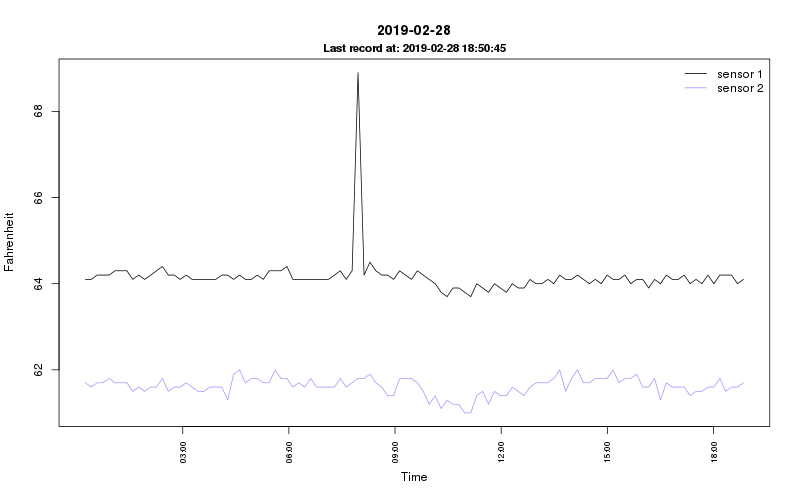 2019-02-28
Last record at: 2019-02-28 18:50:45
sensor 1
sensor 2
68
66
64
62
Fahrenheit
03:00
06:00
09:00
12:00
15:00
18:00
Time